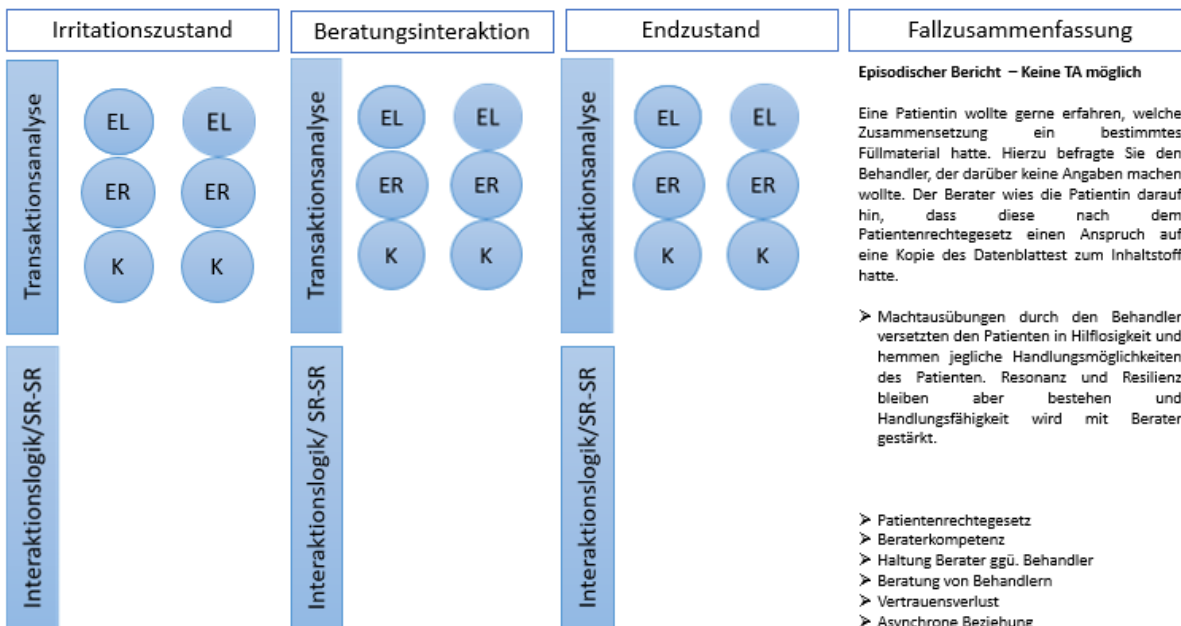 Irritationszustand
Beratungsinteraktion
Endzustand
Fallzusammenfassung
Transaktionsanalyse
EL EL
ER ER
K K
Interaktionslogik/SR-SR
Transaktionsanalyse
EL EL
ER ER
K K
Interaktionslogik/ SR-SR
Transaktionsanalyse
EL EL
ER ER
K K
Interaktionslogik/SR-SR
Episodischer Bericht – Keine TA möglich
Eine Patientin wollte gerne erfahren, welche
Zusammensetzung ein bestimmtes
Füllmaterial hatte. Hierzu befragte Sie den
Behandler, der darüber keine Angaben machen
wollte. Der Berater wies die Patientin darauf
hin, dass diese nach dem
Patientenrechtegesetz einen Anspruch auf
eine Kopie des Datenblattest zum Inhaltstoff
hatte.
➢ Machtausübungen durch den Behandler
versetzten den Patienten in Hilflosigkeit und
hemmen jegliche Handlungsmöglichkeiten
des Patienten. Resonanz und Resilienz
bleiben aber bestehen und
Handlungsfähigkeit wird mit Berater
gestärkt.
➢ Patientenrechtegesetz
➢ Beraterkompetenz
➢ Haltung Berater ggü. Behandler
➢ Beratung von Behandlern
➢ Vertrauensverlust
➢ Asynchrone Beziehung